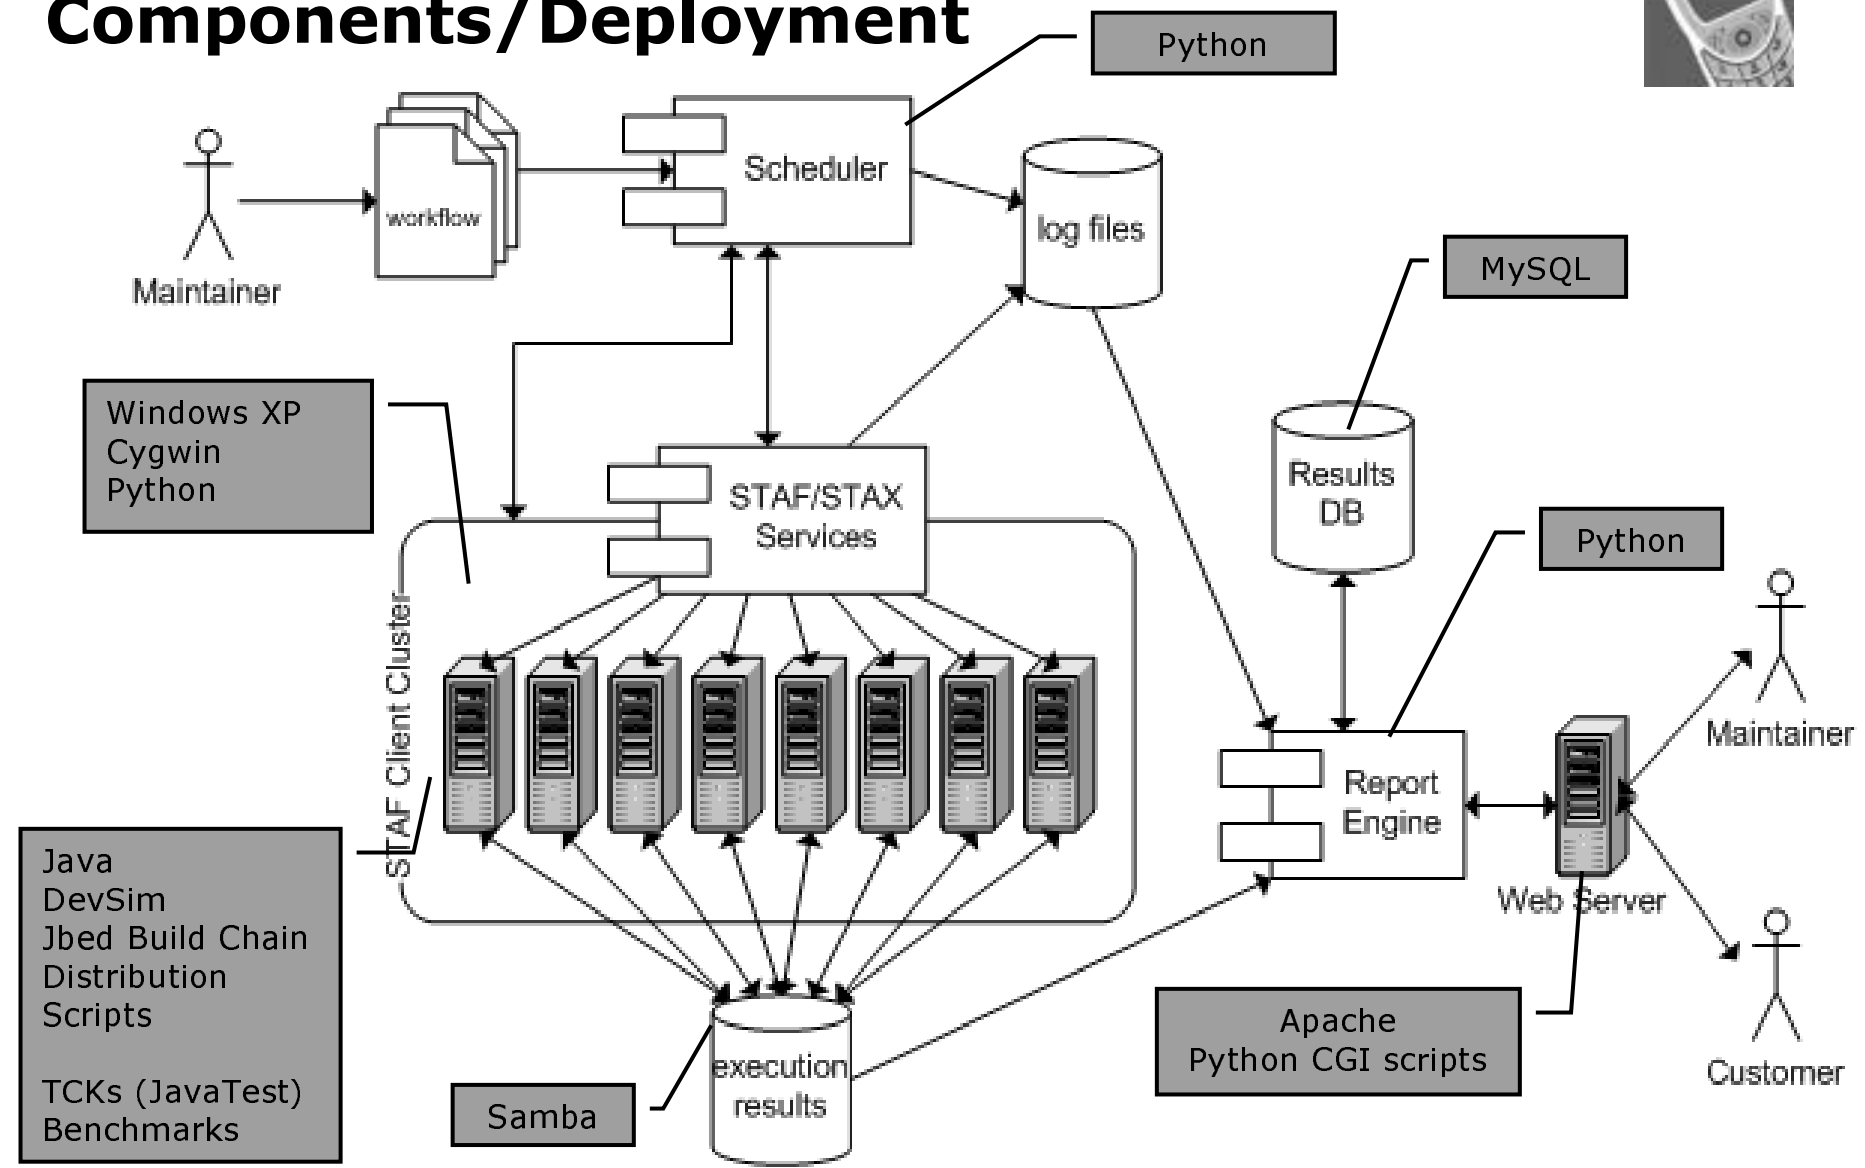 Components/Deployment
Python
Scheduler
workflow
log files
Maintainer
MySQL
Windows XP
Cygwin
Python
STAF/STAX
Services
Results
DB
Python
STAF Client Cluster
Maintainer
Report
Engine
Web Server
Java
DevSim
Jbed Build Chain
Distribution
Scripts
TCKs (JavaTest)
Benchmarks
Apache
Python CGI scripts
Customer
execution
results
Samba